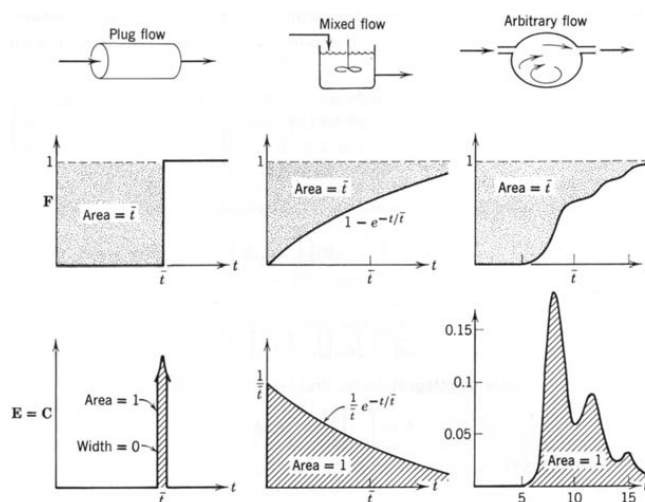 Plug flow
Mixed flow
Arbitrary flow
1
F
Area = t̄
t̄
t
1
Area = t̄
1 − e^−t/t̄
t̄
t
1
Area = t̄
t̄
t
E = C
Area = 1
Width = 0
t̄
t
1/t̄
1/t̄ e^−t/t̄
Area = 1
t̄
t
0.15
0.1
0.05
Area = 1
5
10
15